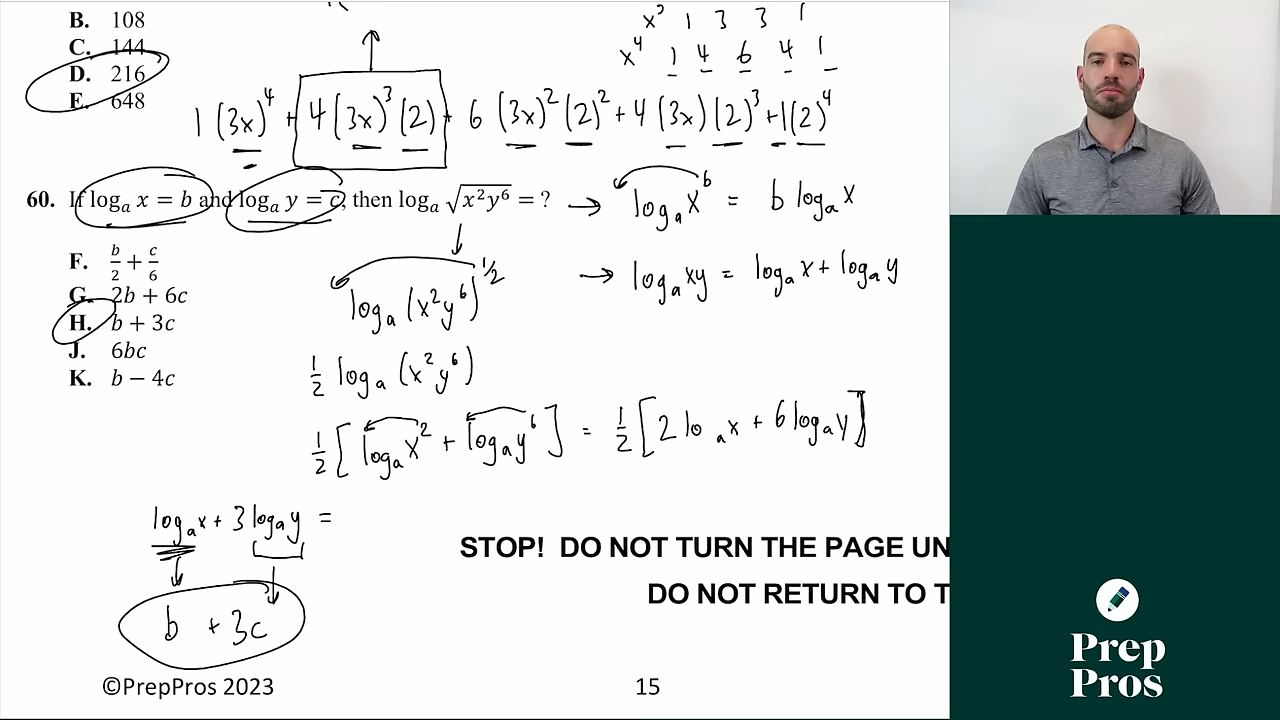 B. 108
C. 144
D. 216
E. 648
x³ 1 3 3 1
x⁴ 1 4 6 4 1
1(3x)⁴ + 4(3x)³(2) + 6(3x)²(2)² + 4(3x)(2)³ + 1(2)⁴
60. If logₐ x = b and logₐ y = c, then logₐ √x²y⁶ = ?
→ logₐ xᵇ = b logₐ x
→ logₐ xy = logₐ x + logₐ y
F. b/2 + c/6
G. 2b + 6c
H. b + 3c
J. 6bc
K. b − 4c
logₐ (x²y⁶)^1/2
1/2 logₐ (x²y⁶)
1/2 [logₐ x² + logₐ y⁶] = 1/2 [2 lo ₐ x + 6 logₐ y]
logₐ x + 3 logₐ y =
b + 3c
STOP! DO NOT TURN THE PAGE UN
DO NOT RETURN TO T
©PrepPros 2023
15
Prep
Pros